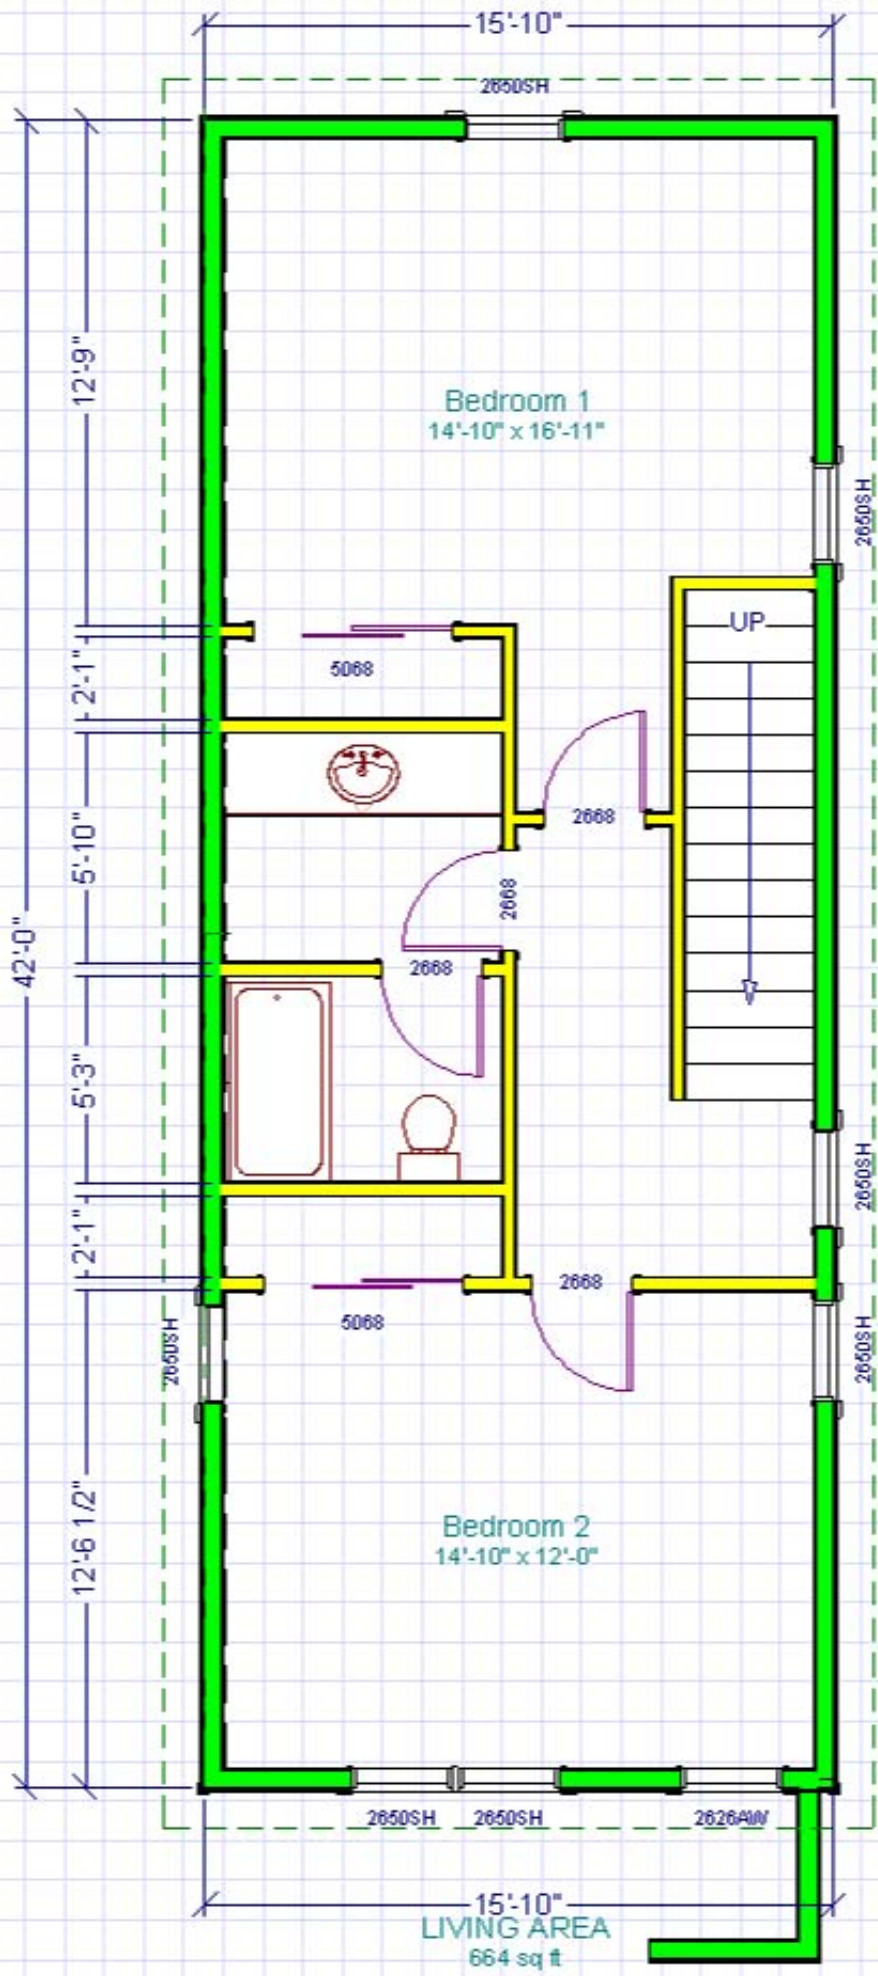 15'-10"
2650SH
12'-9"
Bedroom 1
14'-10" x 16'-11"
2650SH
UP
2'-1"
5068
2668
5'-10"
2668
42'-0"
2668
5'-3"
2650SH
2'-1"
2668
5068
2650SH
2650SH
12'-6 1/2"
Bedroom 2
14'-10" x 12'-0"
2650SH
2650SH
2626AW
15'-10"
LIVING AREA
664 sq ft